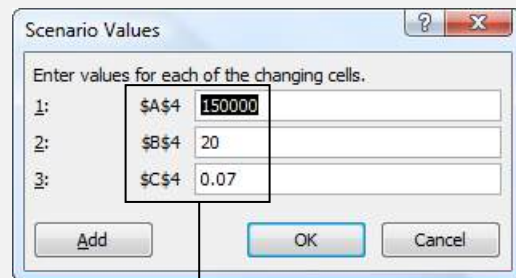 Scenario Values
Enter values for each of the changing cells.
1: $A$4 150000
2: $B$4 20
3: $C$4 0.07
Add OK Cancel